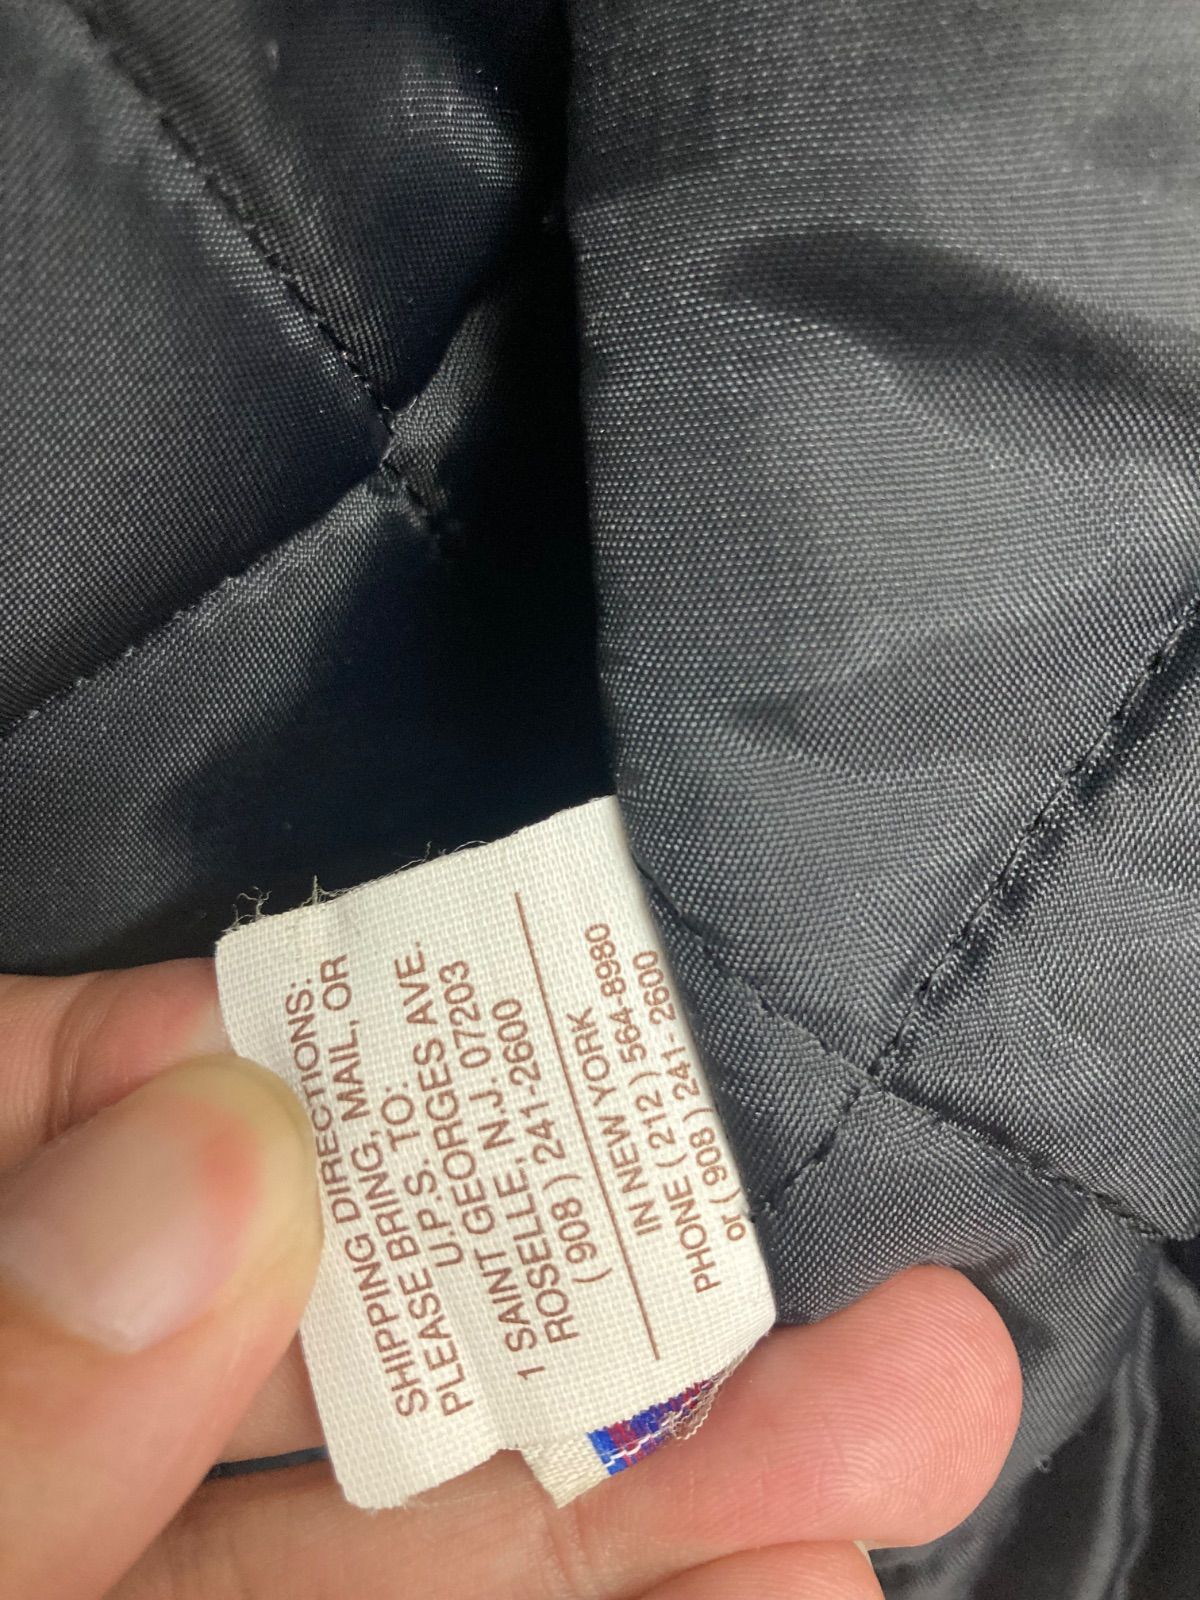 SHIPPING DIRECTIONS:
PLEASE BRING, MAIL, OR
U.P.S. TO:
1 SAINT GEORGES AVE.
ROSELLE, N.J. 07203
( 908 ) 241-2600
IN NEW YORK
PHONE ( 212 ) 564-8980
or ( 908 ) 241- 2600